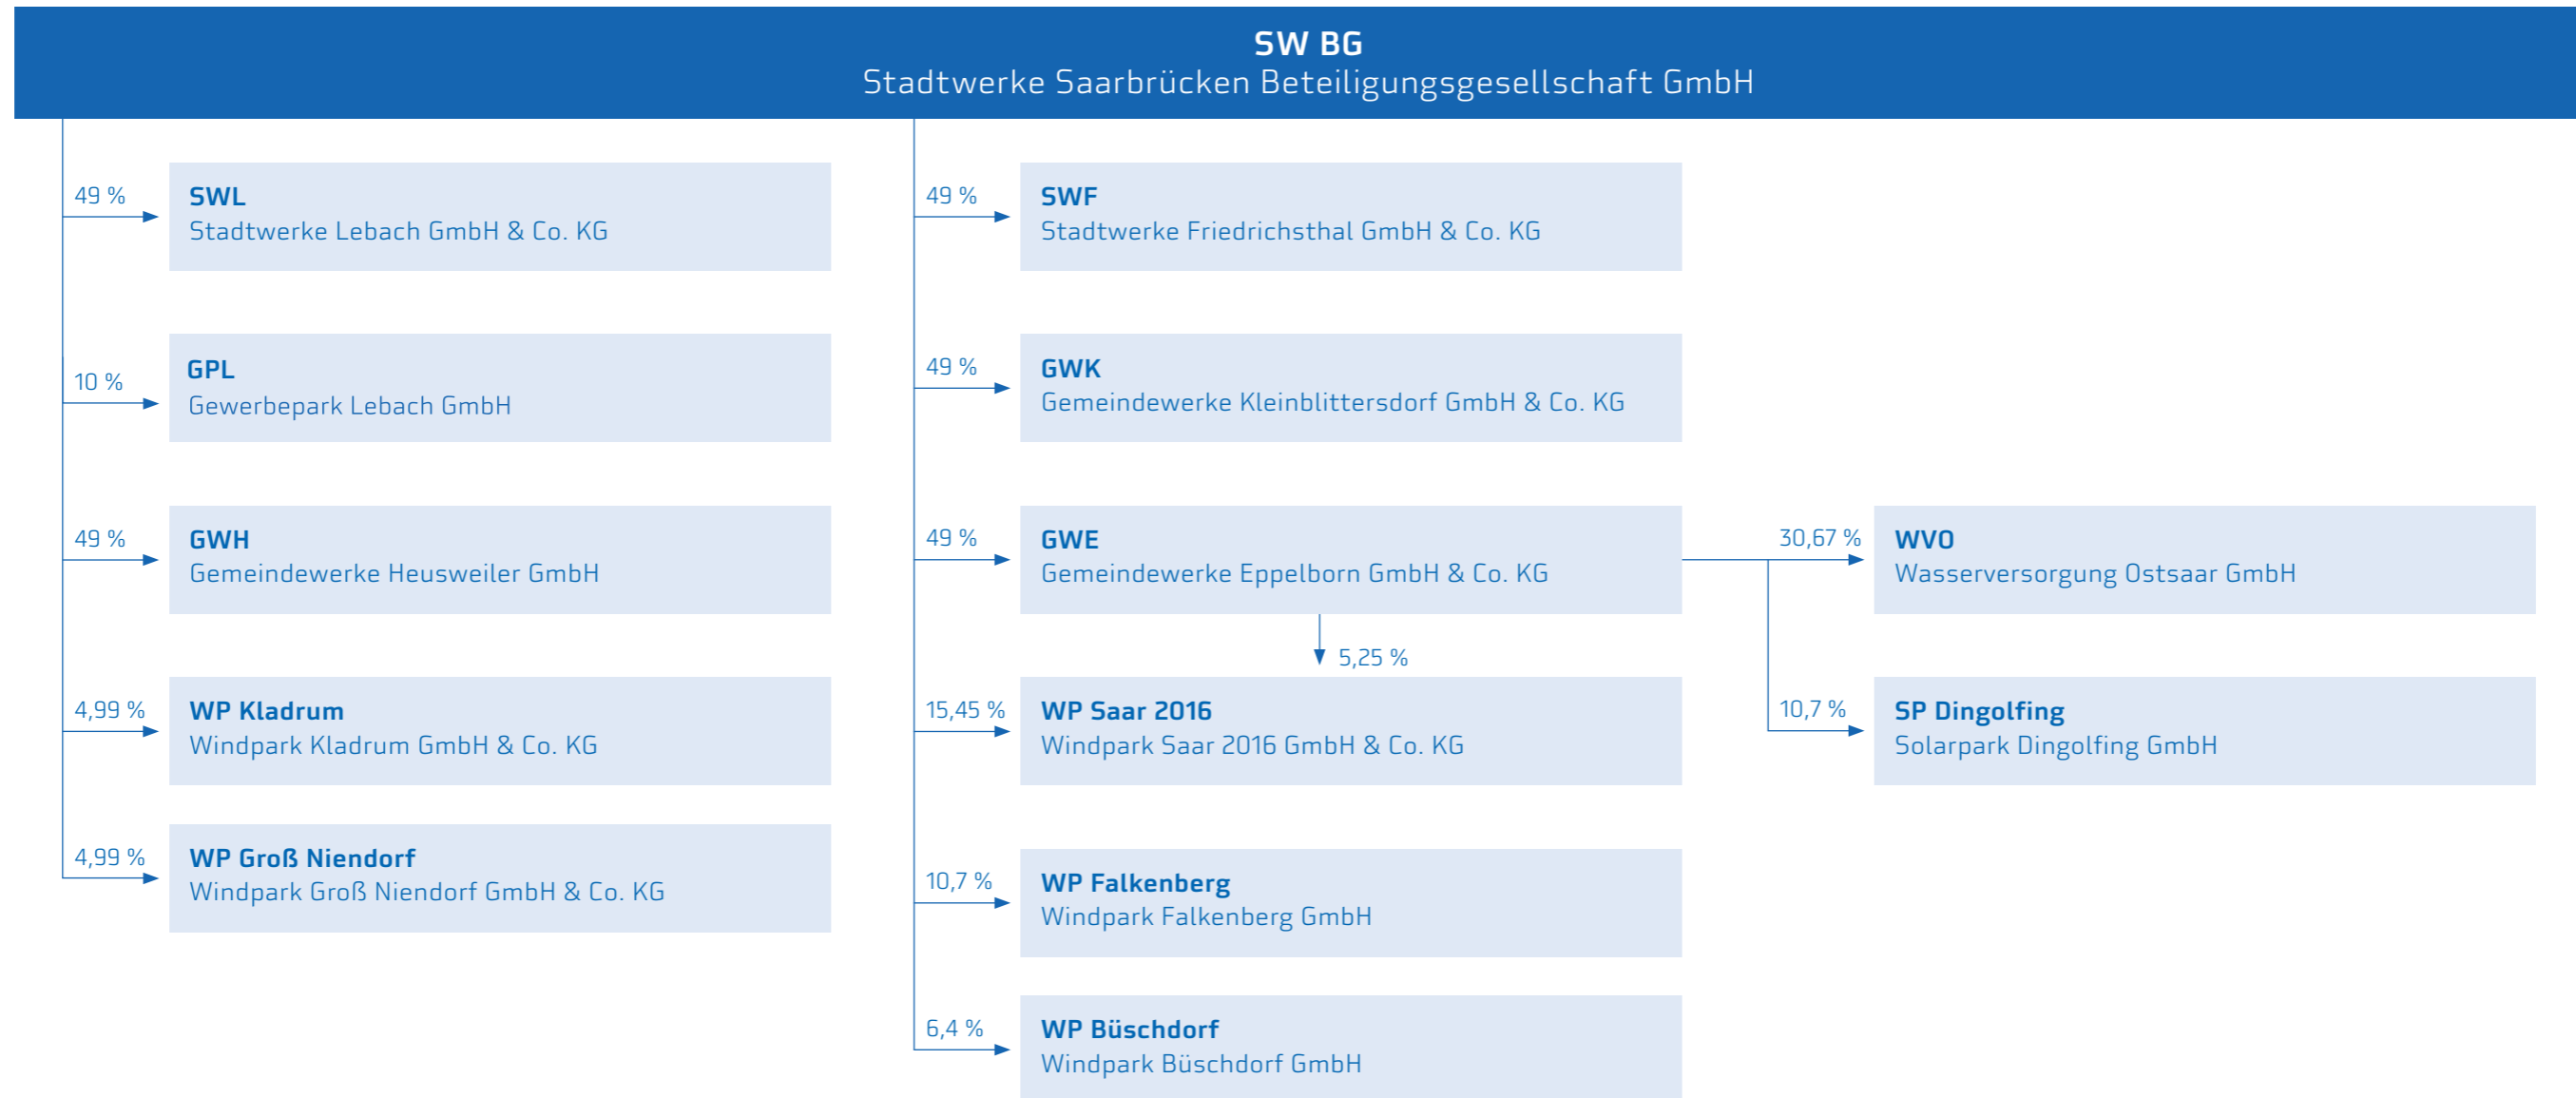 SW BG
Stadtwerke Saarbrücken Beteiligungsgesellschaft GmbH
49 %
SWL
Stadtwerke Lebach GmbH & Co. KG
10 %
GPL
Gewerbepark Lebach GmbH
49 %
GWH
Gemeindewerke Heusweiler GmbH
4,99 %
WP Kladrum
Windpark Kladrum GmbH & Co. KG
4,99 %
WP Groß Niendorf
Windpark Groß Niendorf GmbH & Co. KG
49 %
SWF
Stadtwerke Friedrichsthal GmbH & Co. KG
49 %
GWK
Gemeindewerke Kleinblittersdorf GmbH & Co. KG
49 %
GWE
Gemeindewerke Eppelborn GmbH & Co. KG
5,25 %
15,45 %
WP Saar 2016
Windpark Saar 2016 GmbH & Co. KG
10,7 %
WP Falkenberg
Windpark Falkenberg GmbH
6,4 %
WP Büschdorf
Windpark Büschdorf GmbH
30,67 %
WVO
Wasserversorgung Ostsaar GmbH
10,7 %
SP Dingolfing
Solarpark Dingolfing GmbH